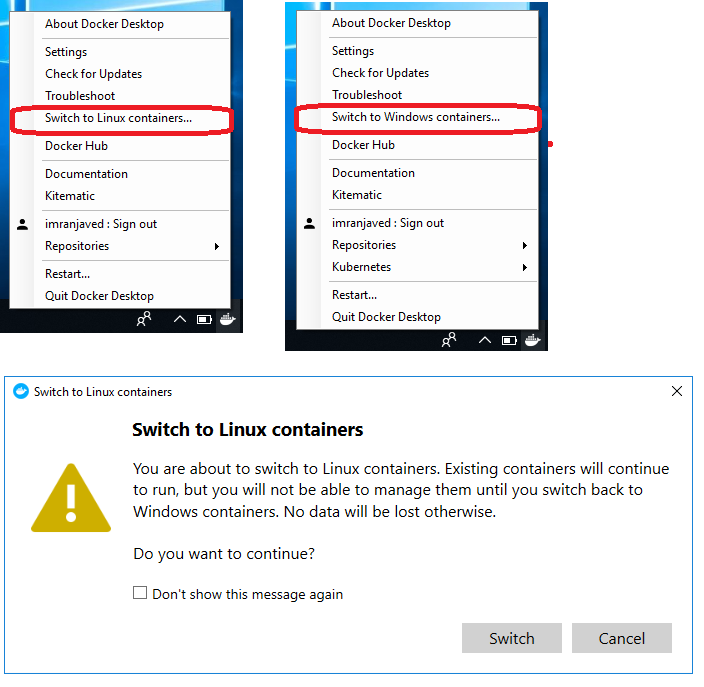 About Docker Desktop
Settings
Check for Updates
Troubleshoot
Switch to Linux containers...
Docker Hub
Documentation
Kitematic
imranjaved : Sign out
Repositories
Restart...
Quit Docker Desktop
About Docker Desktop
Settings
Check for Updates
Troubleshoot
Switch to Windows containers...
Docker Hub
Documentation
Kitematic
imranjaved : Sign out
Repositories
Kubernetes
Restart...
Quit Docker Desktop
Switch to Linux containers
Switch to Linux containers
You are about to switch to Linux containers. Existing containers will continue
to run, but you will not be able to manage them until you switch back to
Windows containers. No data will be lost otherwise.
Do you want to continue?
Don't show this message again
Switch
Cancel